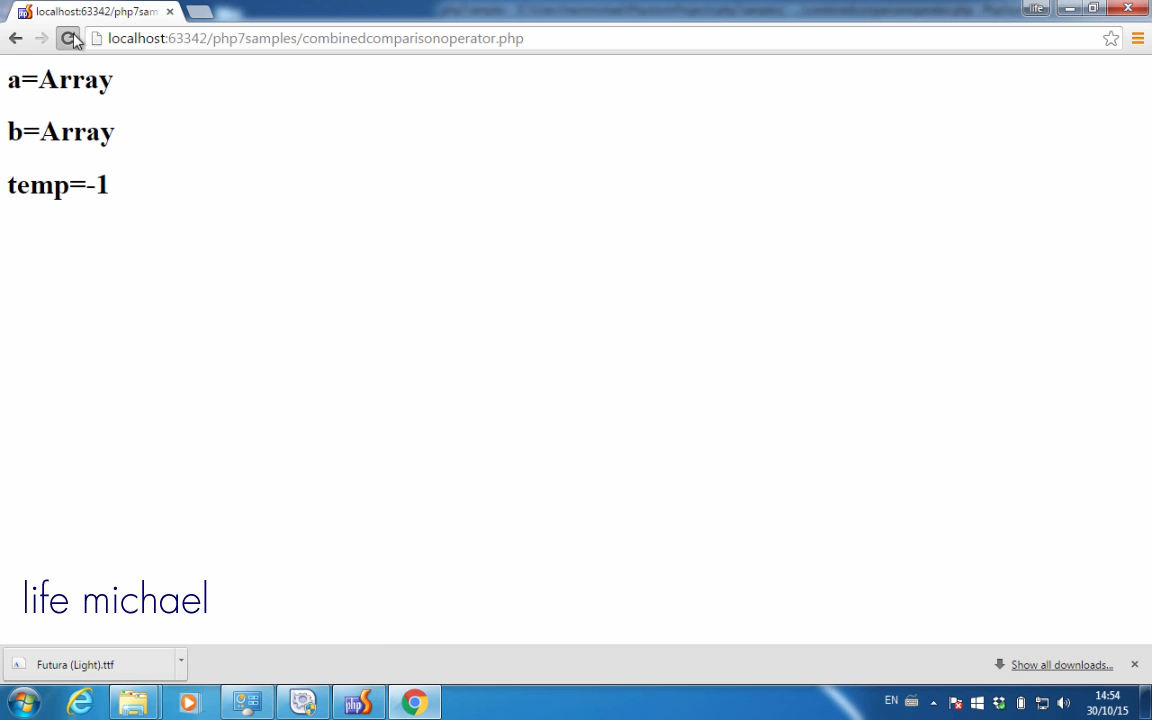 localhost:63342/php7sam
life
localhost:63342/php7samples/combinedcomparisonoperator.php
a=Array
b=Array
temp=-1
life michael
Futura (Light).ttf
Show all downloads...
EN
14:54
30/10/15